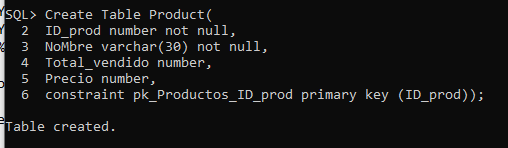 SQL> Create Table Product(
2 ID_prod number not null,
3 NoMbre varchar(30) not null,
4 Total_vendido number,
5 Precio number,
6 constraint pk_Productos_ID_prod primary key (ID_prod));
Table created.